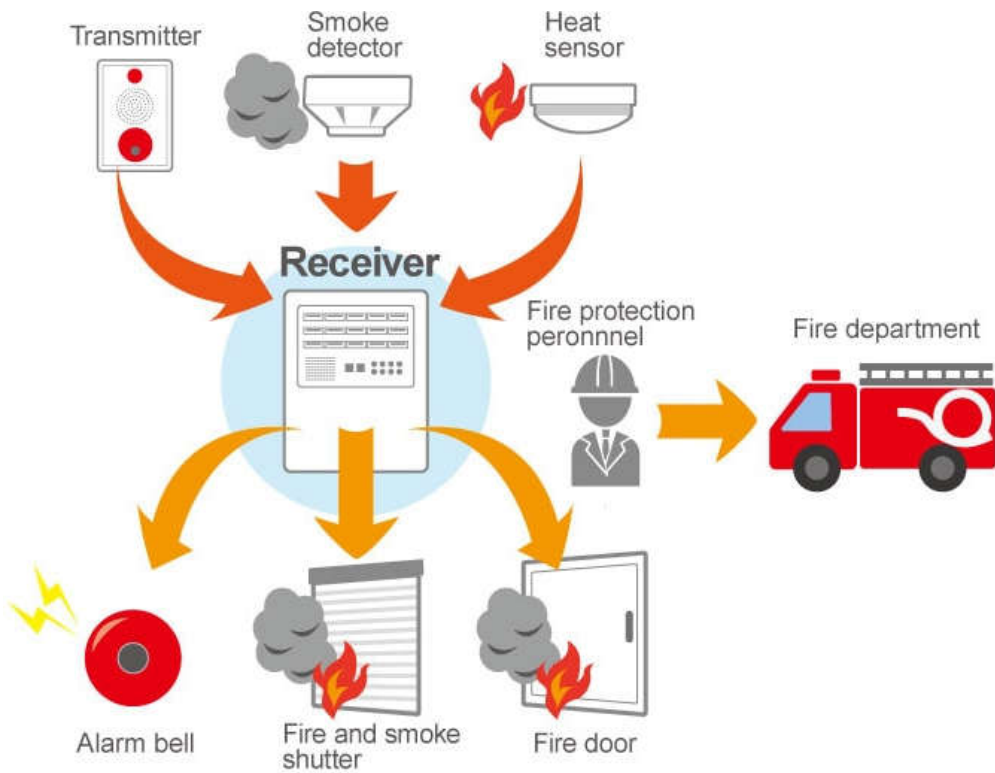 Transmitter
Smoke
detector
Heat
sensor
Receiver
Fire protection
peronnnel
Fire department
Alarm bell
Fire and smoke
shutter
Fire door